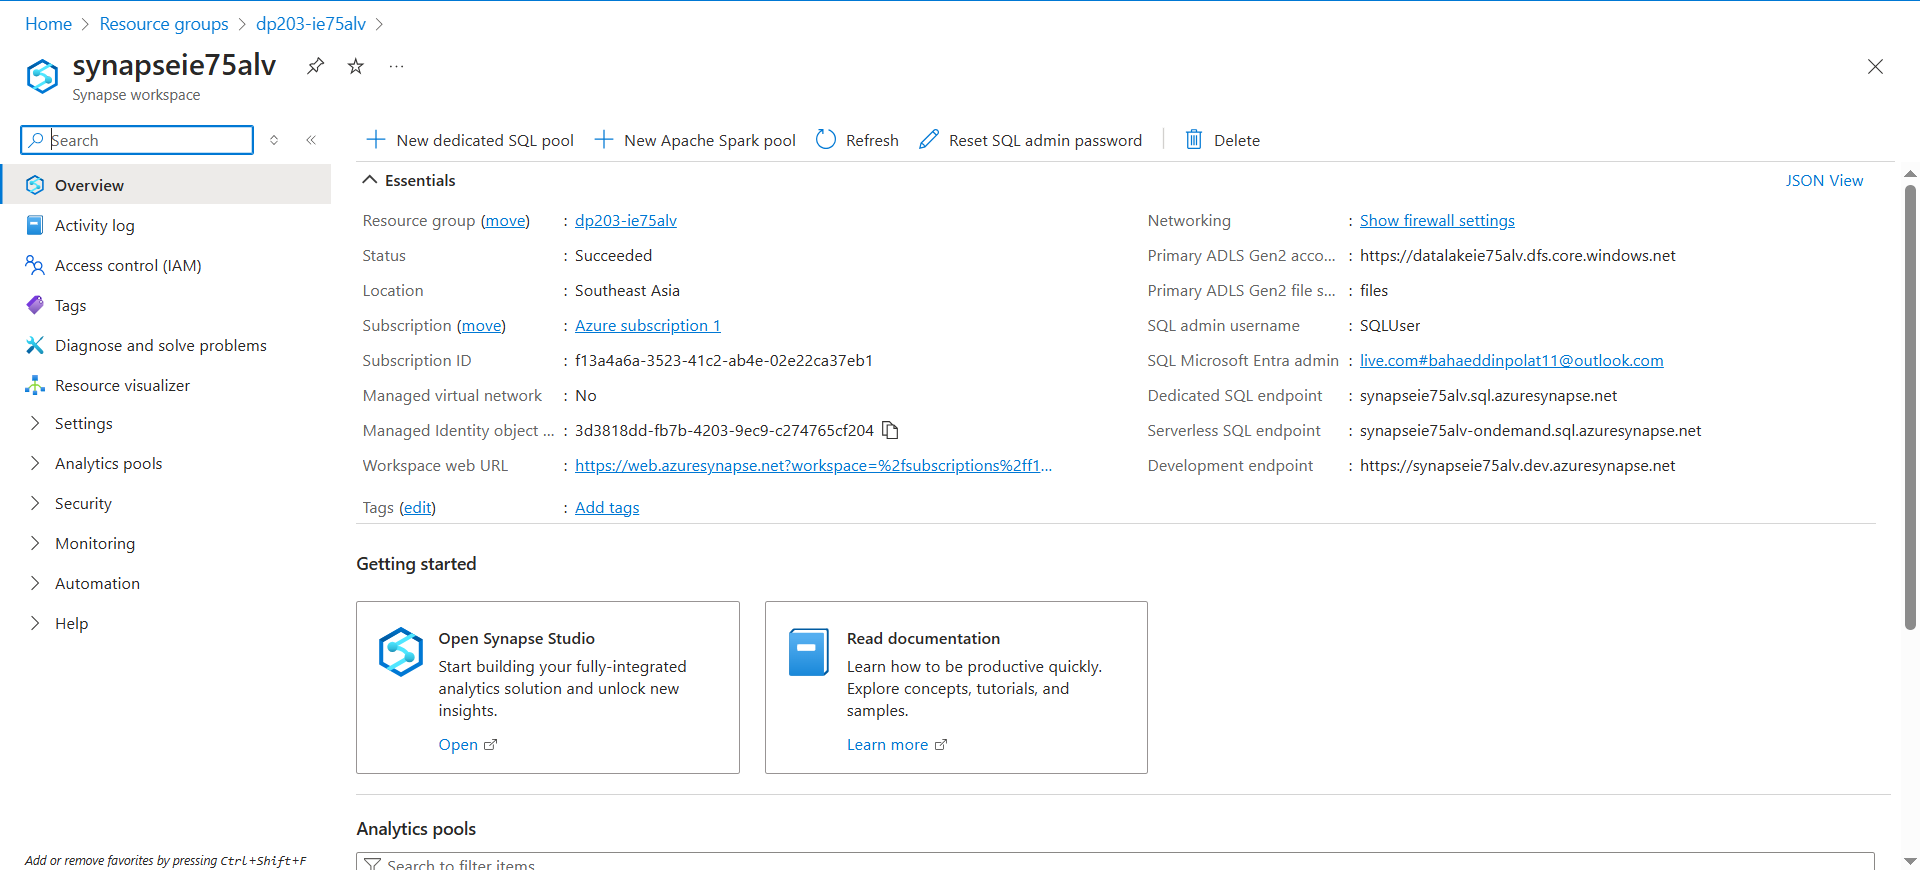 Home > Resource groups > dp203-ie75alv >
synapseie75alv
Synapse workspace
Search
Overview
Activity log
Access control (IAM)
Tags
Diagnose and solve problems
Resource visualizer
Settings
Analytics pools
Security
Monitoring
Automation
Help
Add or remove favorites by pressing Ctrl+Shift+F
New dedicated SQL pool New Apache Spark pool Refresh Reset SQL admin password Delete
Essentials
JSON View
Resource group (move) : dp203-ie75alv
Status : Succeeded
Location : Southeast Asia
Subscription (move) : Azure subscription 1
Subscription ID : f13a4a6a-3523-41c2-ab4e-02e22ca37eb1
Managed virtual network : No
Managed Identity object ... : 3d3818dd-fb7b-4203-9ec9-c274765cf204
Workspace web URL : https://web.azuresynapse.net?workspace=%2fsubscriptions%2ff1...
Tags (edit) : Add tags
Networking : Show firewall settings
Primary ADLS Gen2 acco... : https://datalakeie75alv.dfs.core.windows.net
Primary ADLS Gen2 file s... : files
SQL admin username : SQLUser
SQL Microsoft Entra admin : live.com#bahaeddinpolat11@outlook.com
Dedicated SQL endpoint : synapseie75alv.sql.azuresynapse.net
Serverless SQL endpoint : synapseie75alv-ondemand.sql.azuresynapse.net
Development endpoint : https://synapseie75alv.dev.azuresynapse.net
Getting started
Open Synapse Studio
Start building your fully-integrated
analytics solution and unlock new
insights.
Open
Read documentation
Learn how to be productive quickly.
Explore concepts, tutorials, and
samples.
Learn more
Analytics pools
Search to filter items